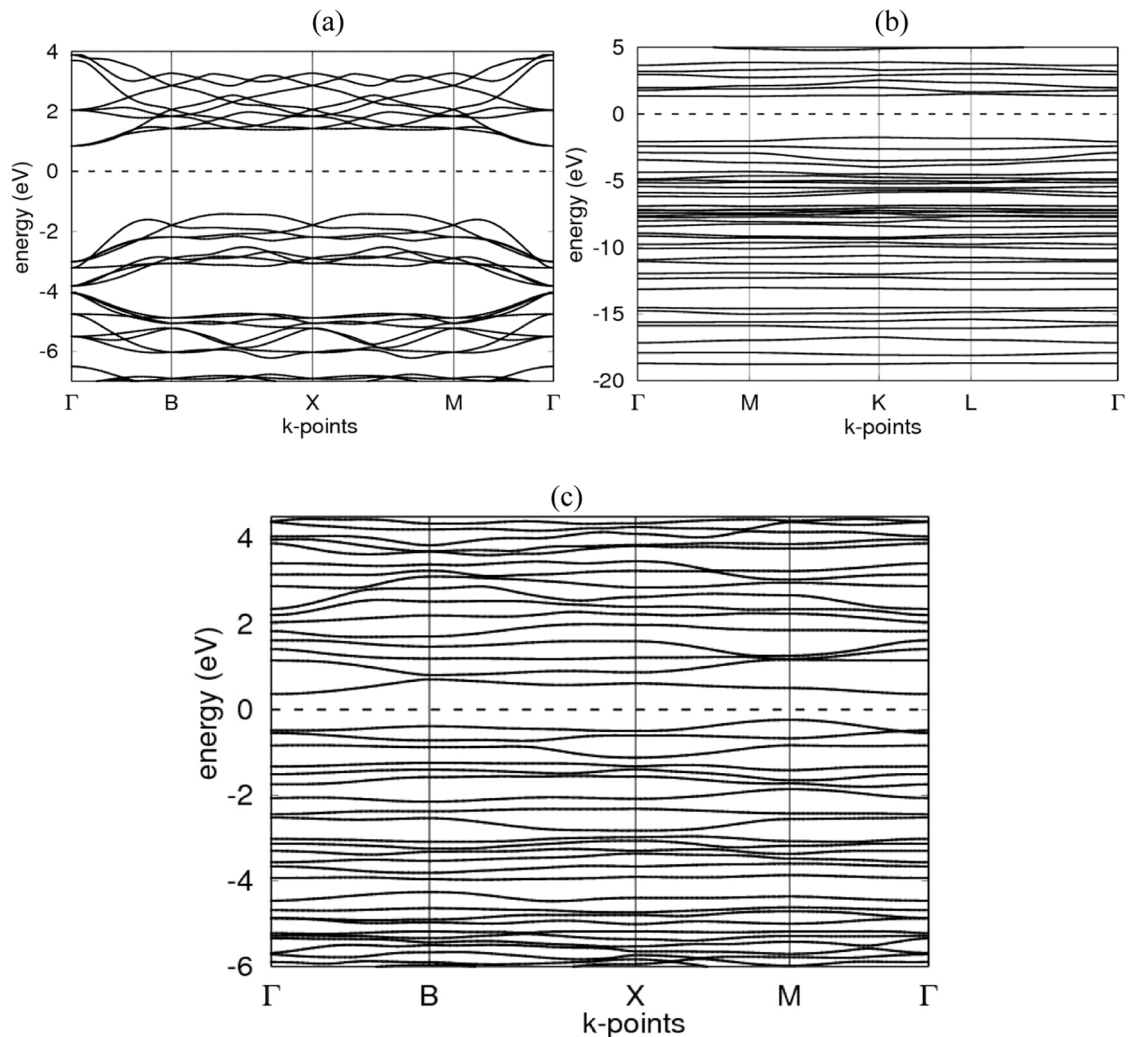 (a)
4
2
0
-2
-4
-6
energy (eV)
Γ
B
X
M
Γ
k-points
(b)
5
0
-5
-10
-15
-20
energy (eV)
Γ
M
K
L
Γ
k-points
(c)
4
2
0
-2
-4
-6
energy (eV)
Γ
B
X
M
Γ
k-points